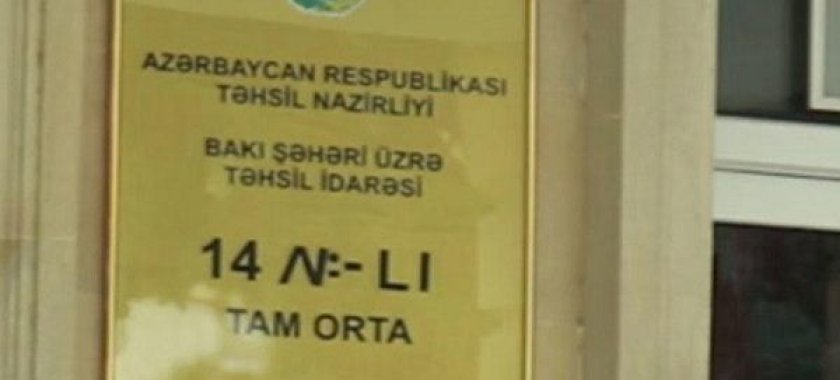 AZƏRBAYCAN RESPUBLİKASI
TƏHSİL NAZİRLİYİ
BAKI ŞƏHƏRİ ÜZRƏ
TƏHSİL İDARƏSİ
14 №-LI
TAM ORTA